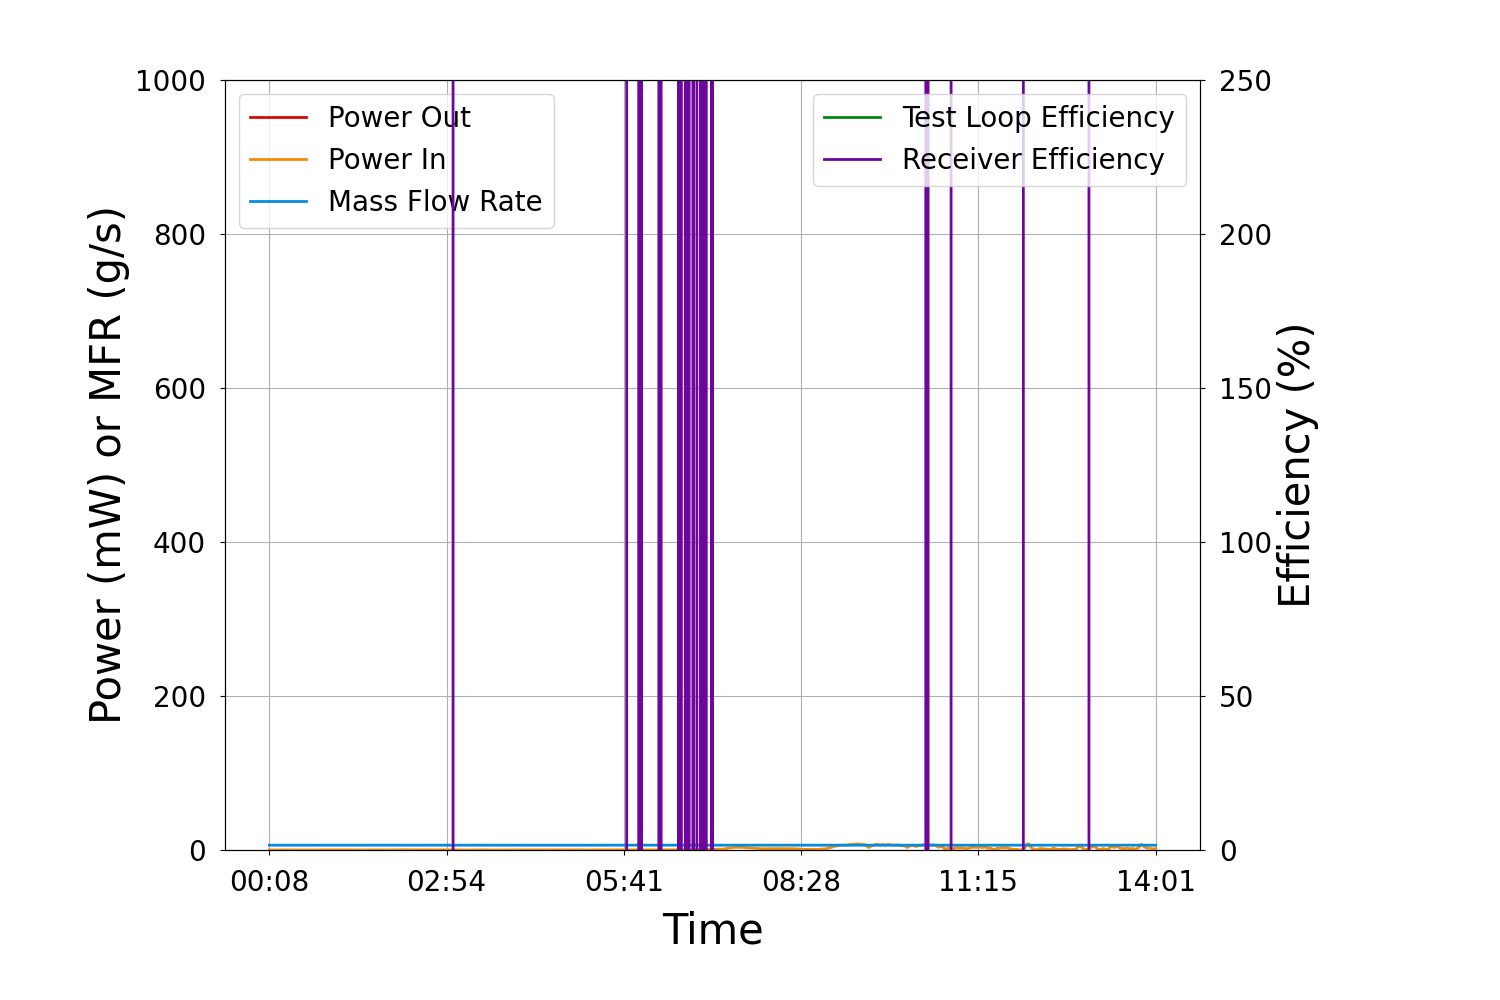 1000
800
600
400
200
0
Power (mW) or MFR (g/s)
Power Out
Power In
Mass Flow Rate
Test Loop Efficiency
Receiver Efficiency
250
200
150
100
50
0
Efficiency (%)
00:08 02:54 05:41 08:28 11:15 14:01
Time